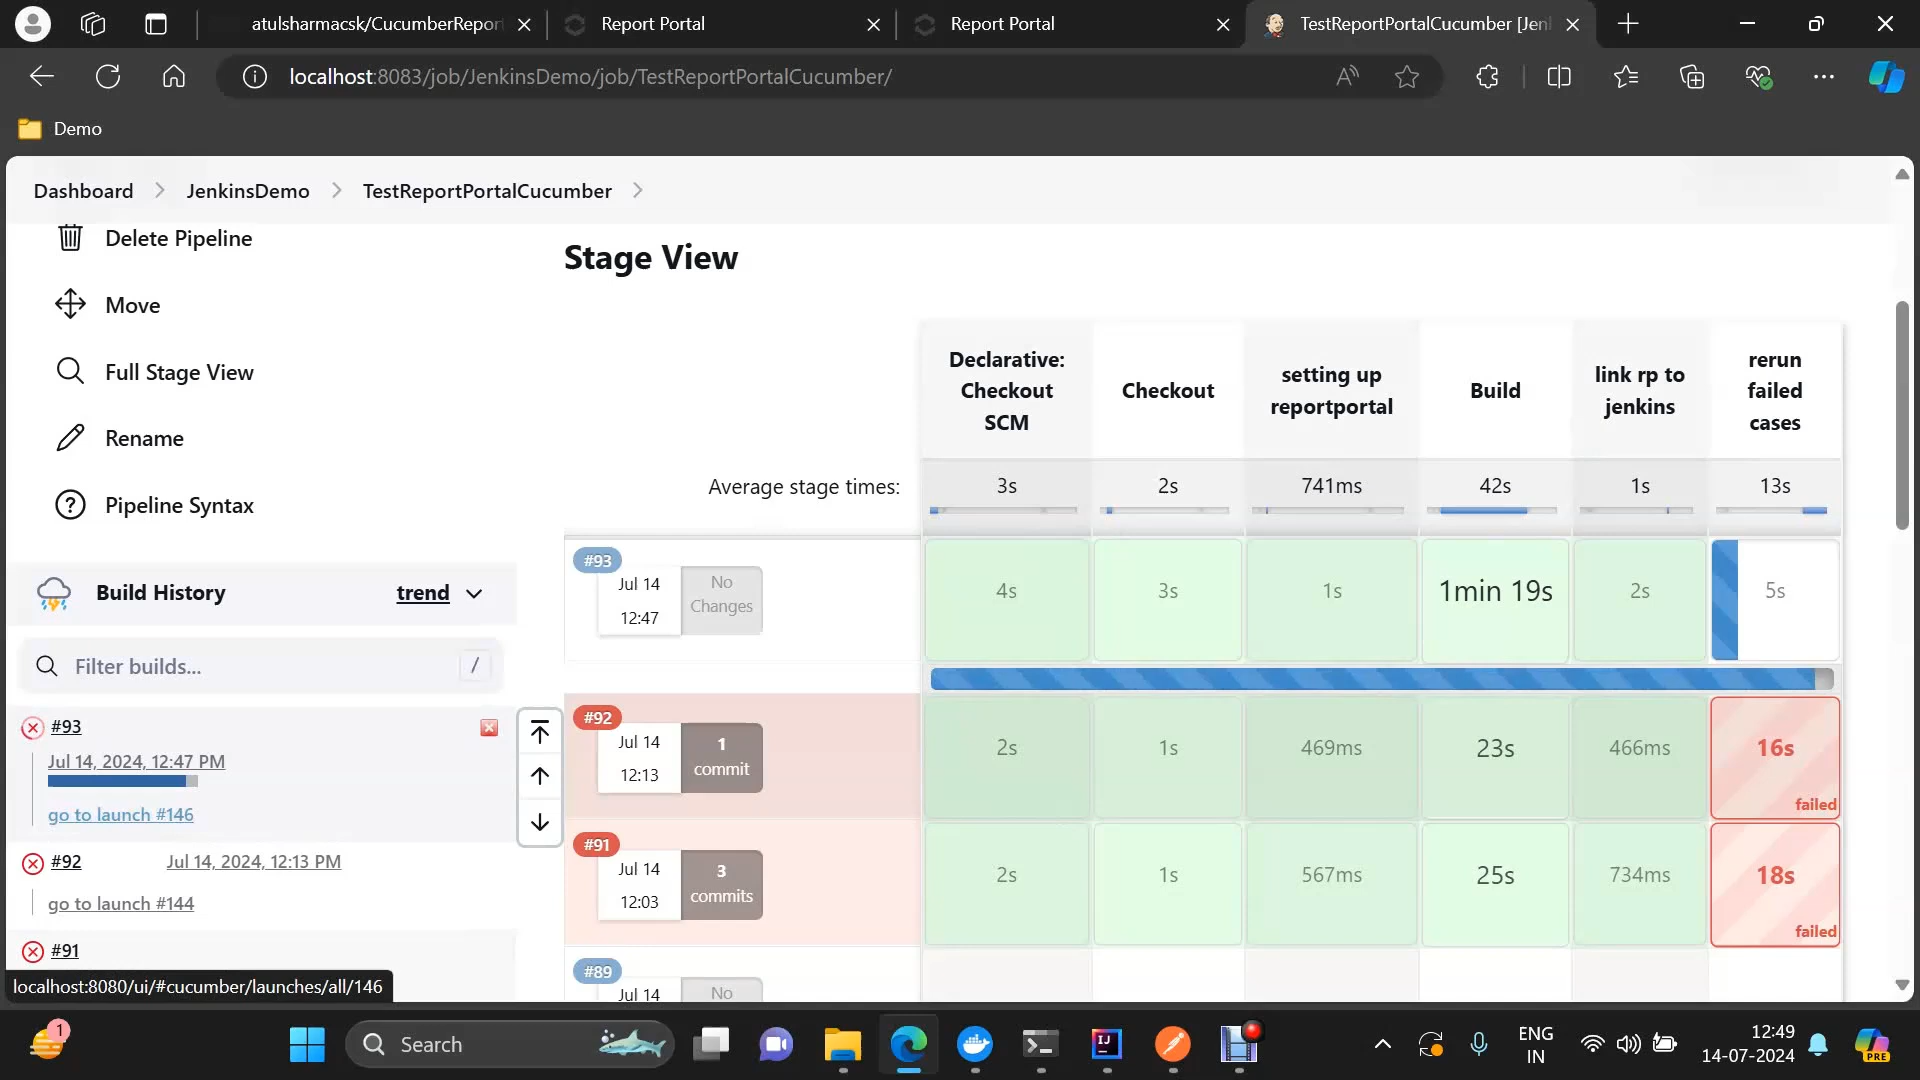 atulsharmacsk/CucumberRepor
Report Portal
Report Portal
TestReportPortalCucumber [Jen
localhost:8083/job/JenkinsDemo/job/TestReportPortalCucumber/
Demo
Dashboard
JenkinsDemo
TestReportPortalCucumber
Delete Pipeline
Move
Full Stage View
Rename
Pipeline Syntax
Build History
trend
Filter builds...
/
#93
Jul 14, 2024, 12:47 PM
go to launch #146
#92
Jul 14, 2024, 12:13 PM
go to launch #144
#91
localhost:8080/ui/#cucumber/launches/all/146
Stage View
Declarative:
Checkout
SCM
Checkout
setting up
reportportal
Build
link rp to
jenkins
rerun
failed
cases
Average stage times:
3s
2s
741ms
42s
1s
13s
#93
Jul 14
12:47
No
Changes
4s
3s
1s
1min 19s
2s
5s
#92
Jul 14
12:13
1
commit
2s
1s
469ms
23s
466ms
16s
failed
#91
Jul 14
12:03
3
commits
2s
1s
567ms
25s
734ms
18s
failed
#89
Jul 14
No
1
Search
IJ
ENG
IN
12:49
14-07-2024
PRE